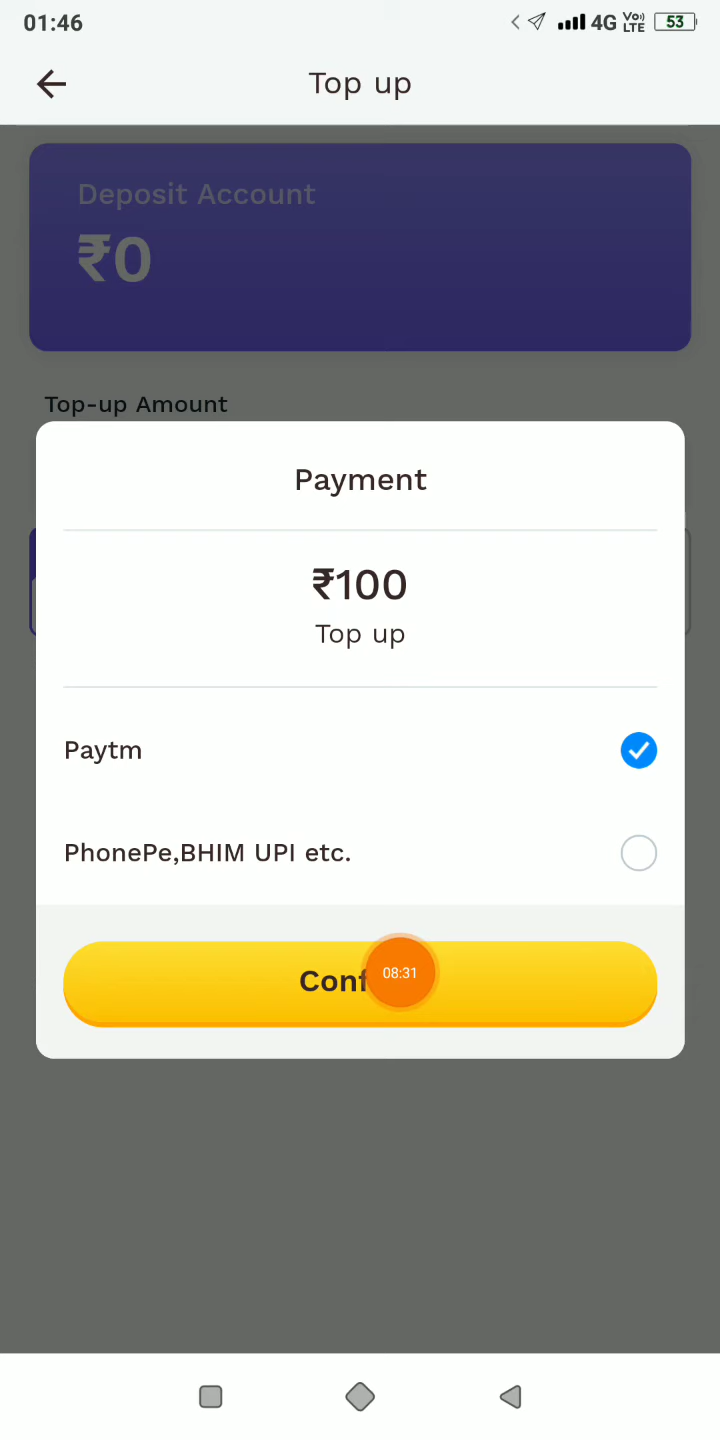 01:46
4G VoLTE 53
Top up
Deposit Account
₹0
Top-up Amount
Payment
₹100
Top up
Paytm
PhonePe,BHIM UPI etc.
08:31